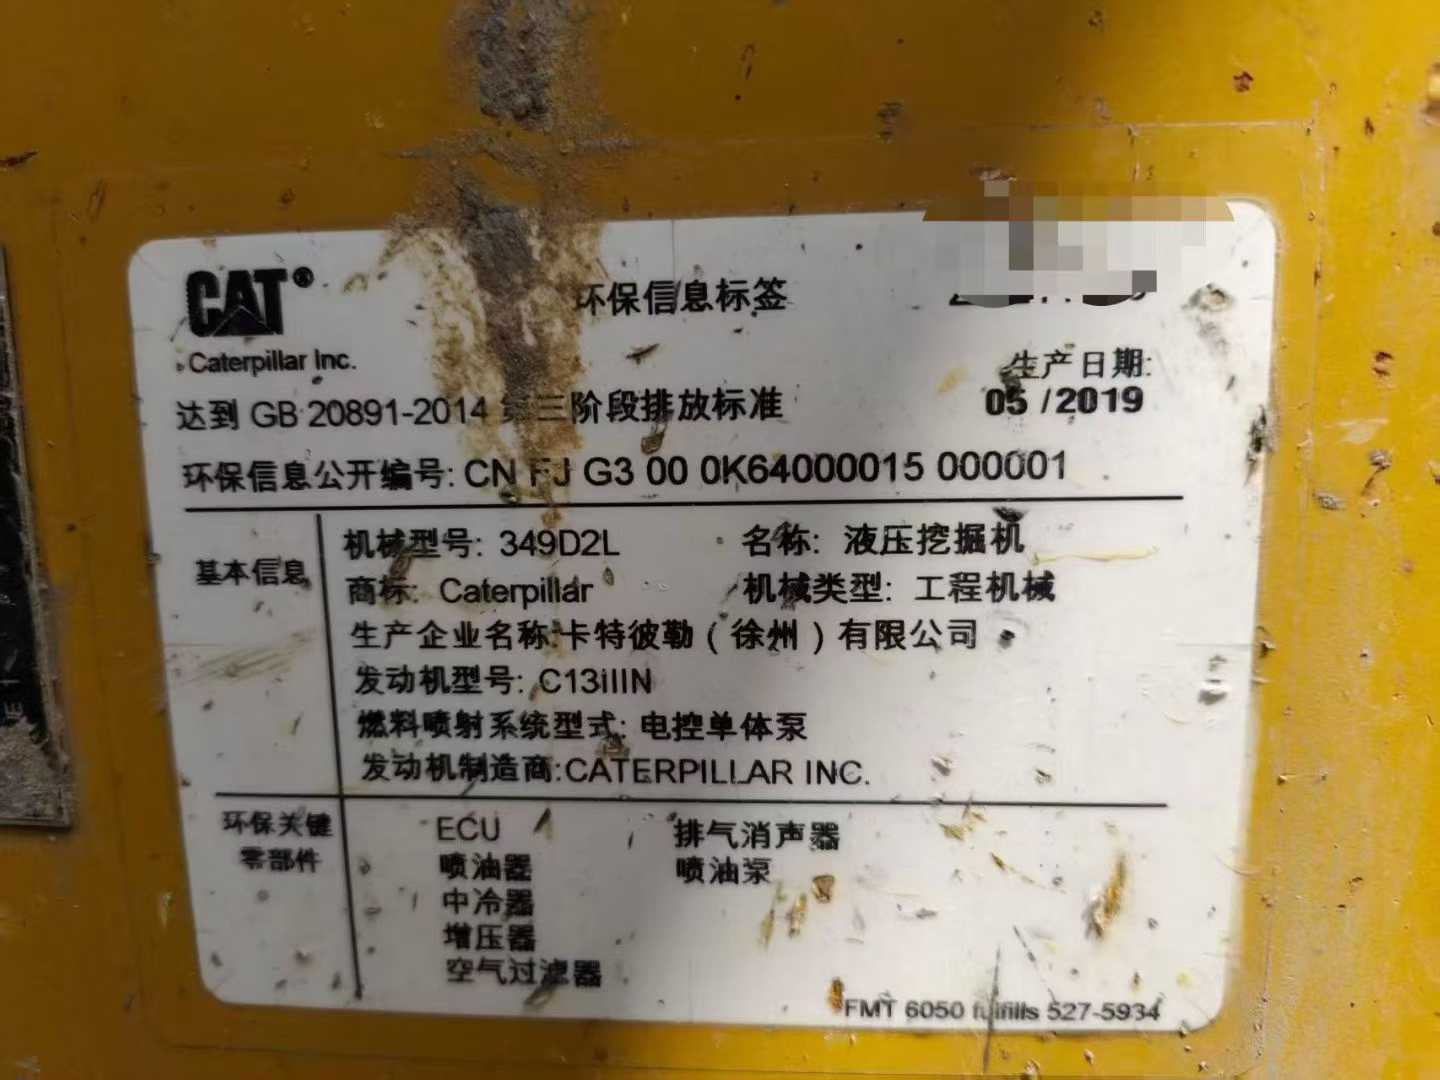 CAT®
环保信息标签
Caterpillar Inc.
生产日期:
05 /2019
达到 GB 20891-2014 第三阶段排放标准
环保信息公开编号: CN FJ G3 00 0K64000015 000001
基本信息
机械型号: 349D2L 名称: 液压挖掘机
商标: Caterpillar 机械类型: 工程机械
生产企业名称:卡特彼勒（徐州）有限公司
发动机型号: C13iIIN
燃料喷射系统型式: 电控单体泵
发动机制造商:CATERPILLAR INC.
环保关键
零部件
ECU 排气消声器
喷油器 喷油泵
中冷器
增压器
空气过滤器
FMT 6050 fulfills 527-5934